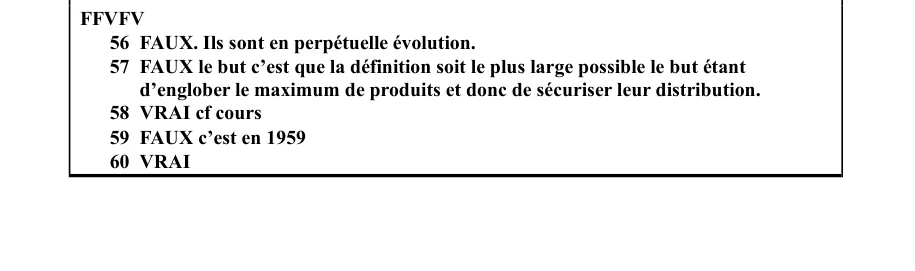 FFVFV
56 FAUX. Ils sont en perpétuelle évolution.
57 FAUX le but c’est que la définition soit le plus large possible le but étant
d’englober le maximum de produits et donc de sécuriser leur distribution.
58 VRAI cf cours
59 FAUX c’est en 1959
60 VRAI